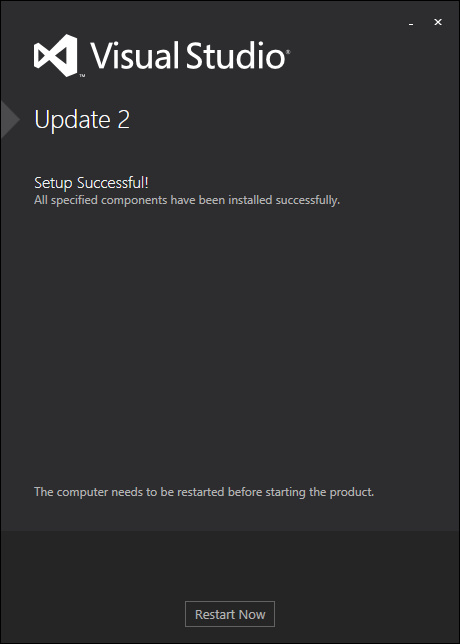 Visual Studio®
™
Update 2
Setup Successful!
All specified components have been installed successfully.
The computer needs to be restarted before starting the product.
Restart Now